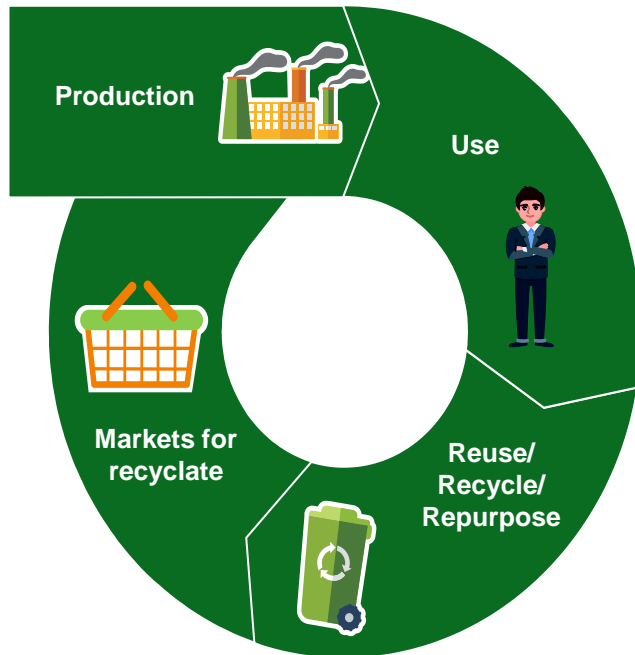 Production
Use
Reuse/
Recycle/
Repurpose
Markets for
recyclate